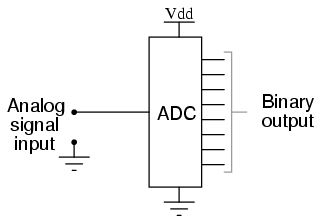 Vdd
Analog
signal
input
ADC
Binary
output